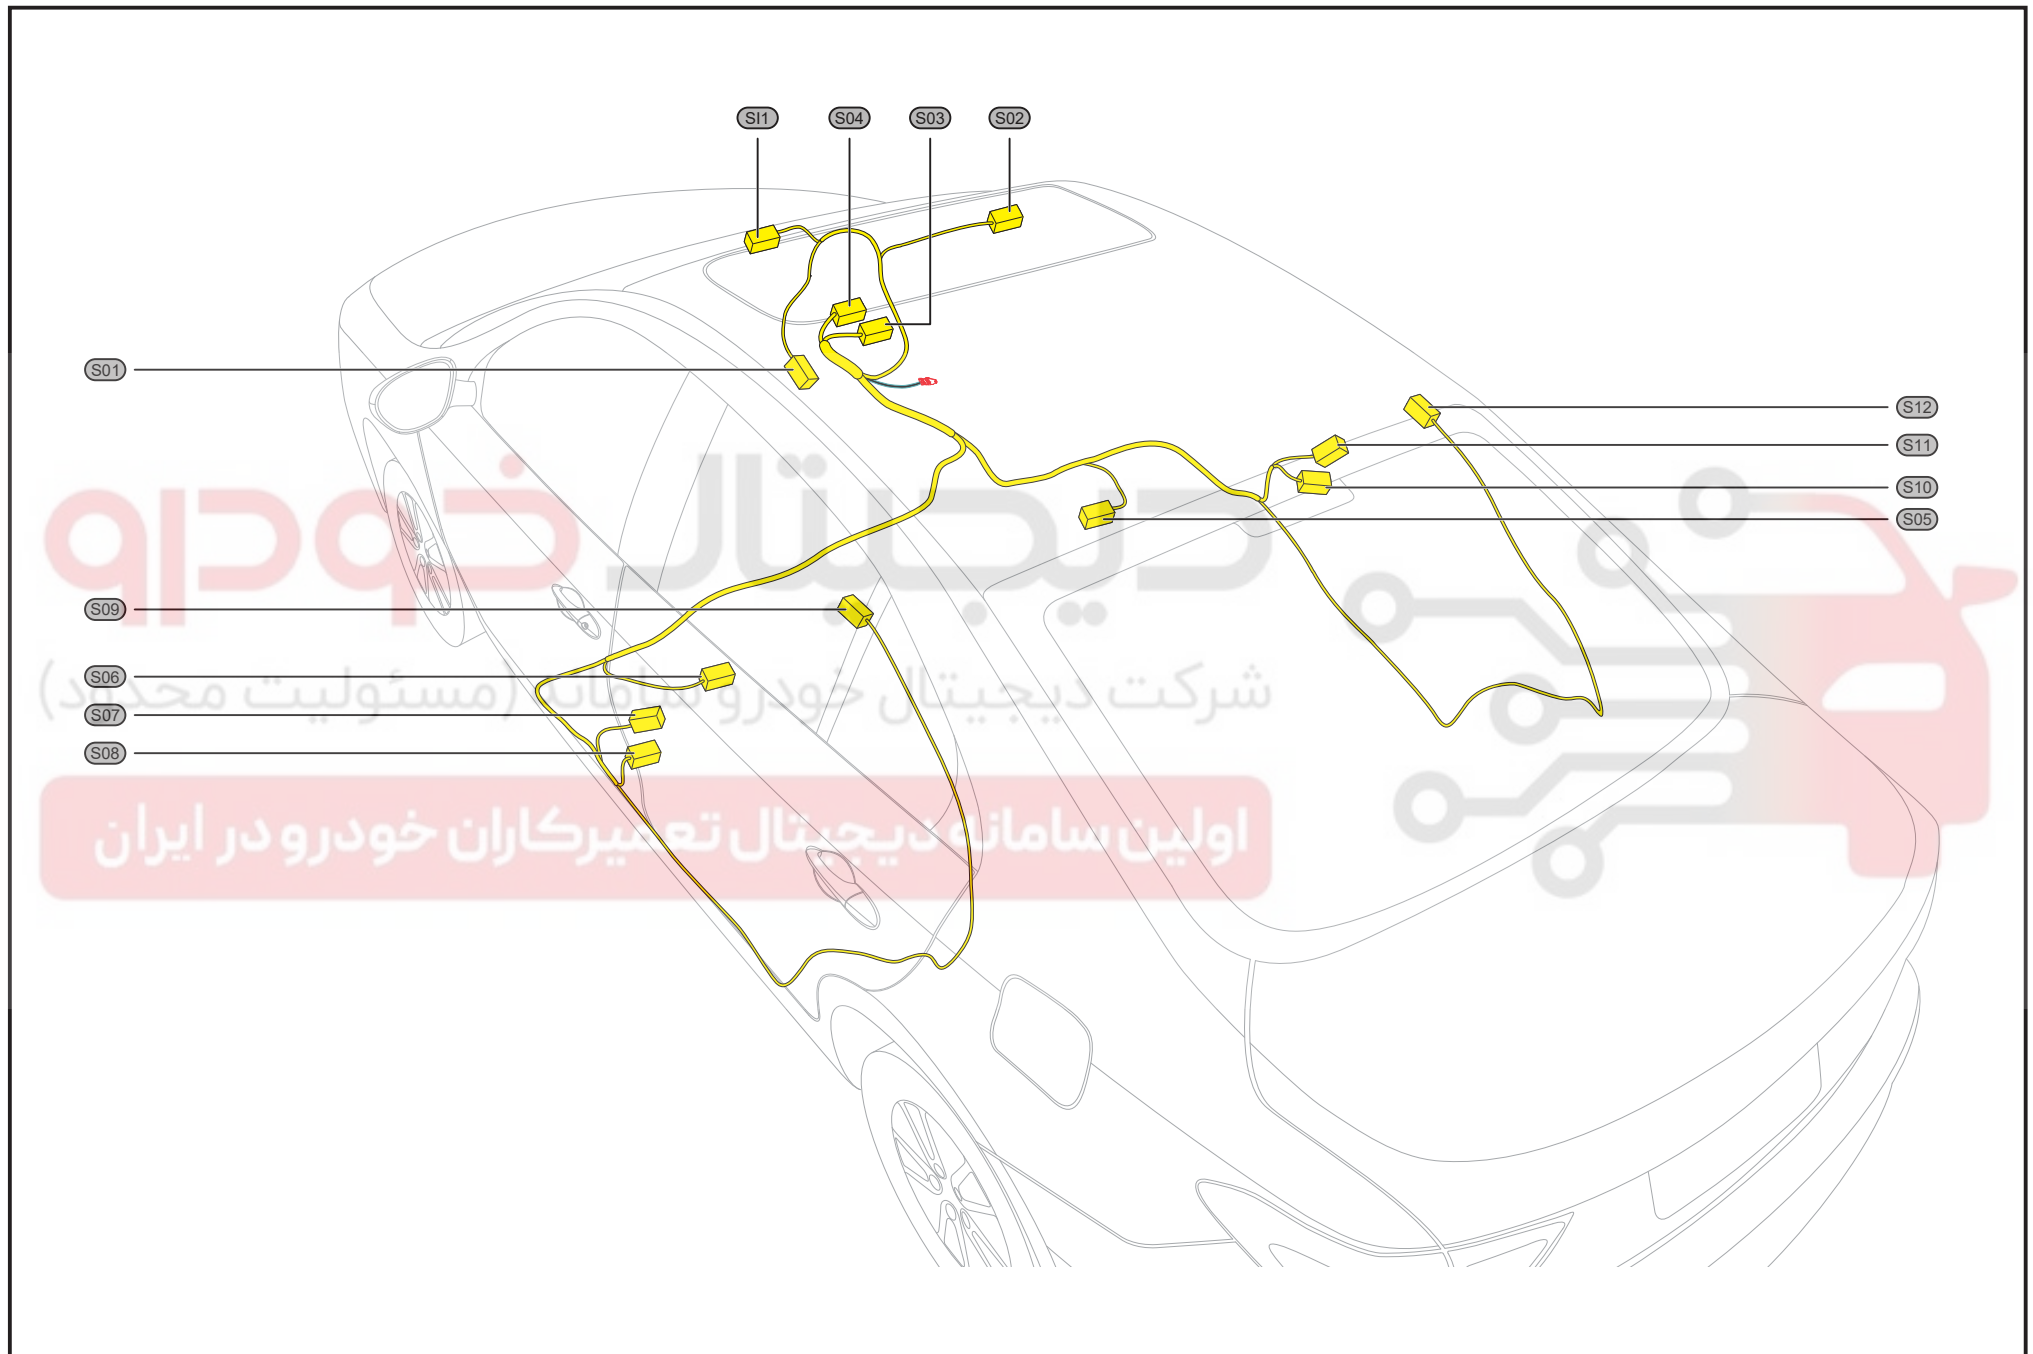 SI1 S04 S03 S02
S01
S12
S11
S10
S05
دیجیتال خودرو
S09
S06
شرکت دیجیتال خودرو سامانه (مسئولیت محدود)
S07
S08
اولین سامانه دیجیتال تعمیرکاران خودرو در ایران